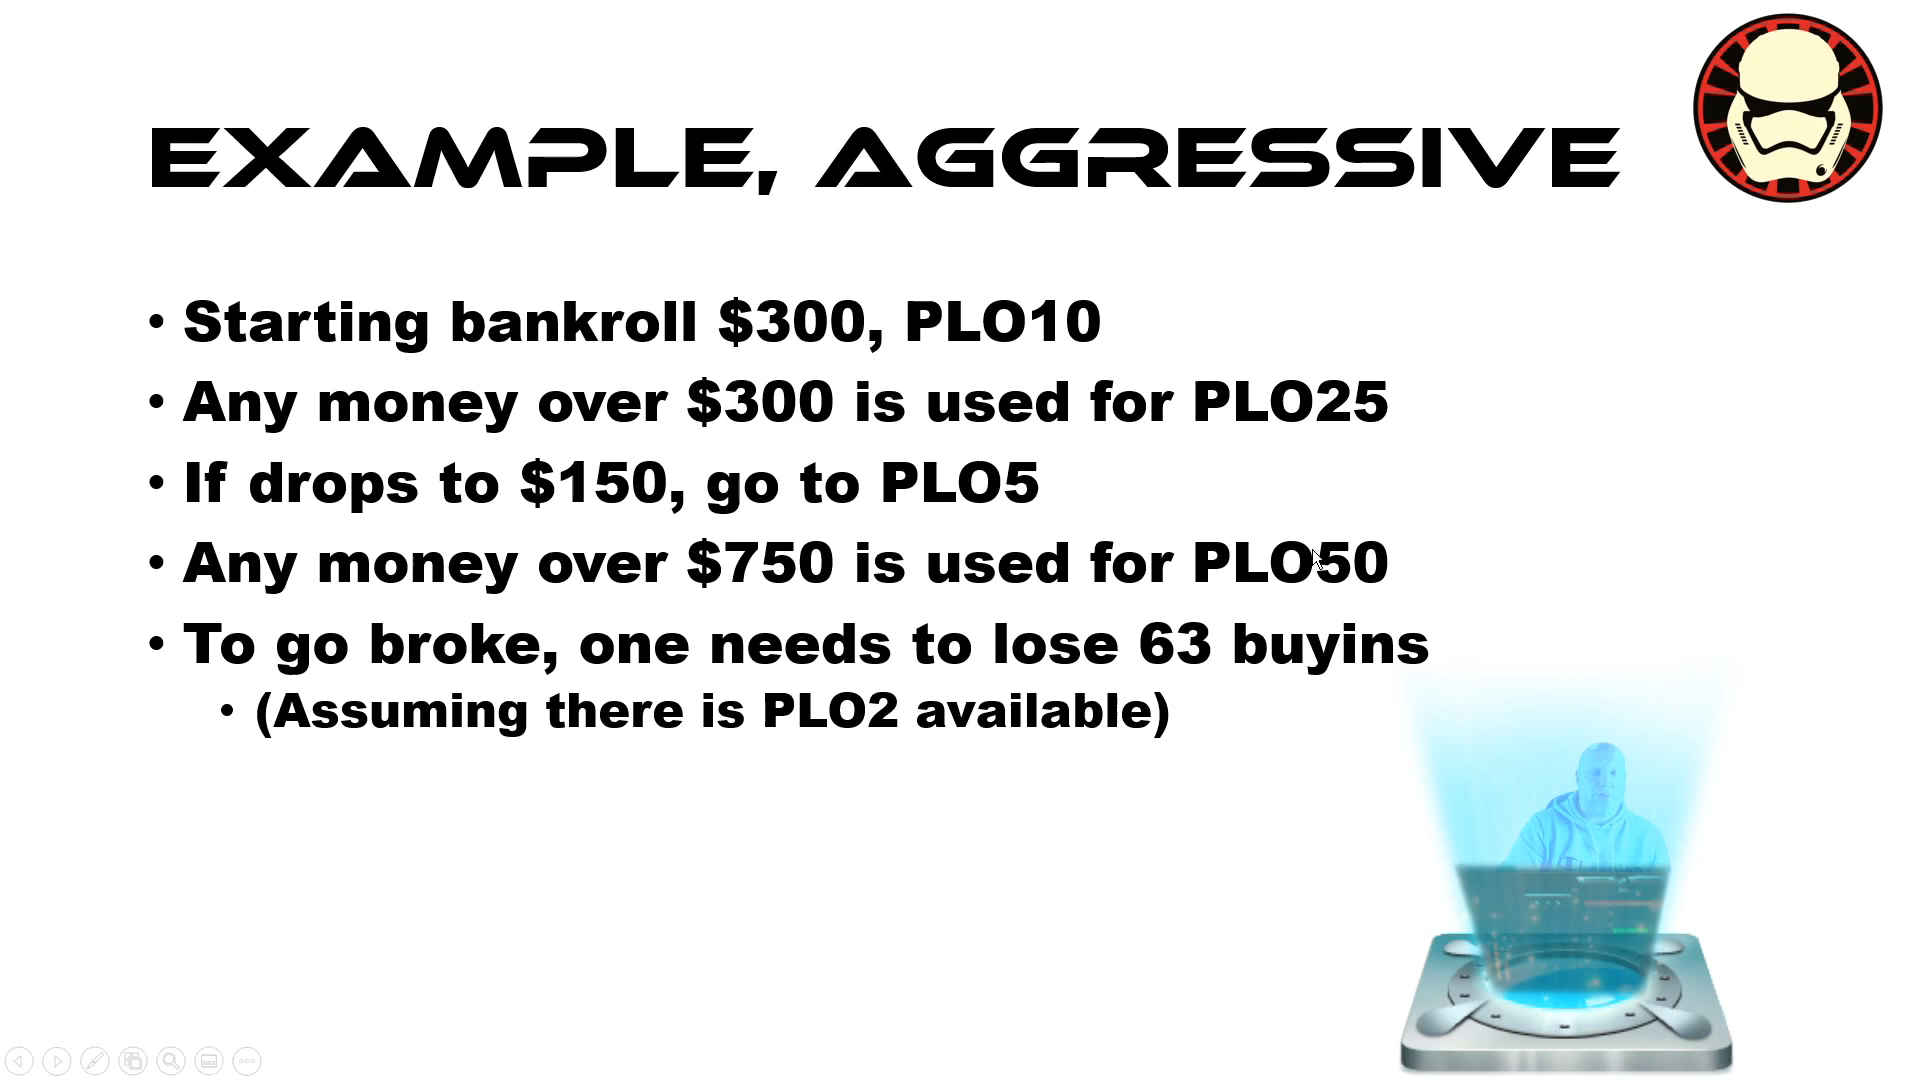 EXAMPLE, AGGRESSIVE
• Starting bankroll $300, PLO10
• Any money over $300 is used for PLO25
• If drops to $150, go to PLO5
• Any money over $750 is used for PLO50
• To go broke, one needs to lose 63 buyins
• (Assuming there is PLO2 available)